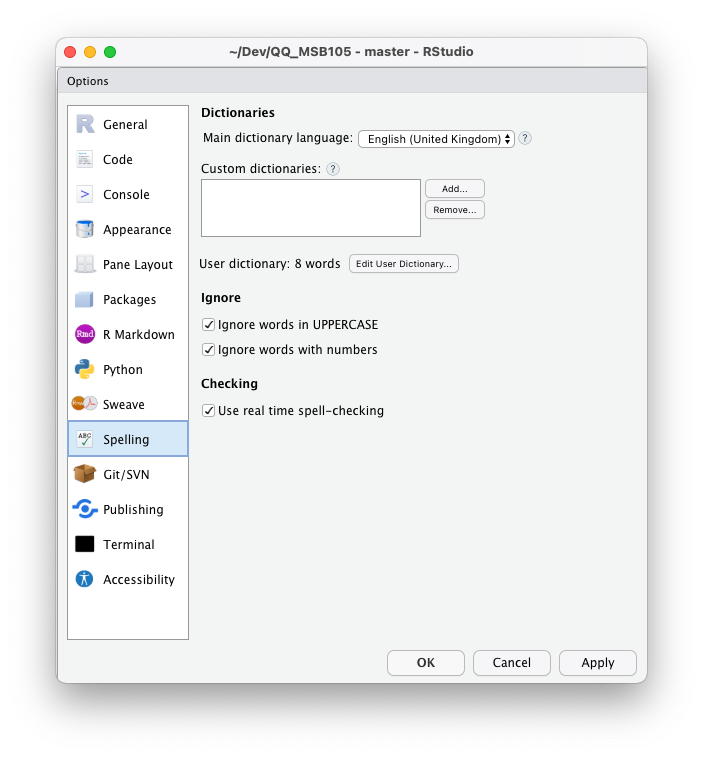 ~/Dev/QQ_MSB105 - master - RStudio
Options
R General
Code
> Console
Appearance
Pane Layout
Packages
Rmd R Markdown
Python
Sweave
ABC Spelling
Git/SVN
Publishing
Terminal
Accessibility
Dictionaries
Main dictionary language: English (United Kingdom) ?
Custom dictionaries: ?
Add...
Remove...
User dictionary: 8 words Edit User Dictionary...
Ignore
Ignore words in UPPERCASE
Ignore words with numbers
Checking
Use real time spell-checking
OK Cancel Apply